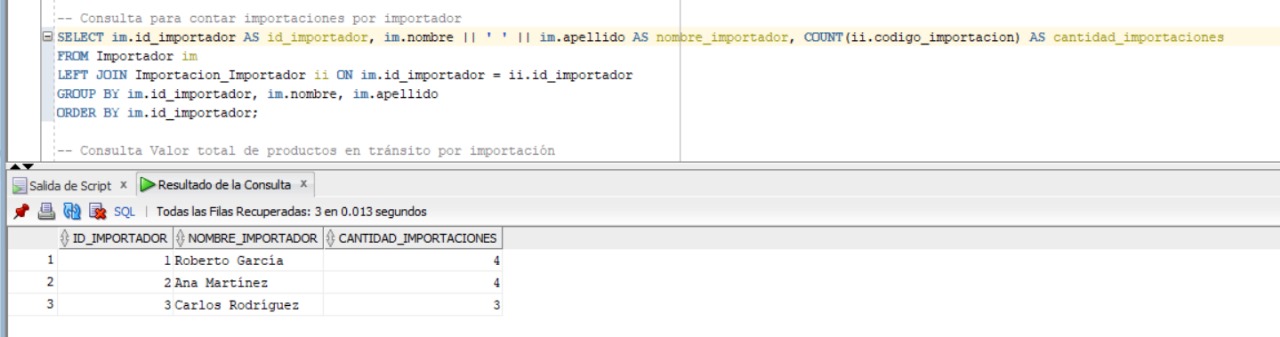 -- Consulta para contar importaciones por importador
SELECT im.id_importador AS id_importador, im.nombre || ' ' || im.apellido AS nombre_importador, COUNT(ii.codigo_importacion) AS cantidad_importaciones
FROM Importador im
LEFT JOIN Importacion_Importador ii ON im.id_importador = ii.id_importador
GROUP BY im.id_importador, im.nombre, im.apellido
ORDER BY im.id_importador;
-- Consulta Valor total de productos en tránsito por importación
Salida de Script x Resultado de la Consulta x
SQL | Todas las Filas Recuperadas: 3 en 0.013 segundos
ID_IMPORTADOR NOMBRE_IMPORTADOR CANTIDAD_IMPORTACIONES
1 1 Roberto García 4
2 2 Ana Martínez 4
3 3 Carlos Rodríguez 3